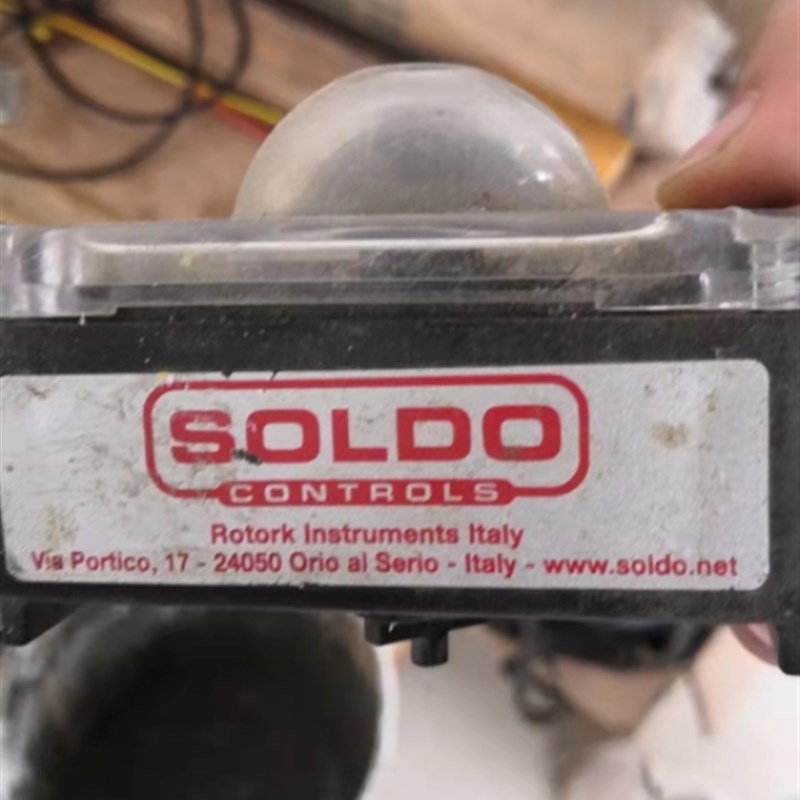 SOLDO
CONTROLS
Rotork Instruments Italy
Via Portico, 17 - 24050 Orio al Serio - Italy - www.soldo.net